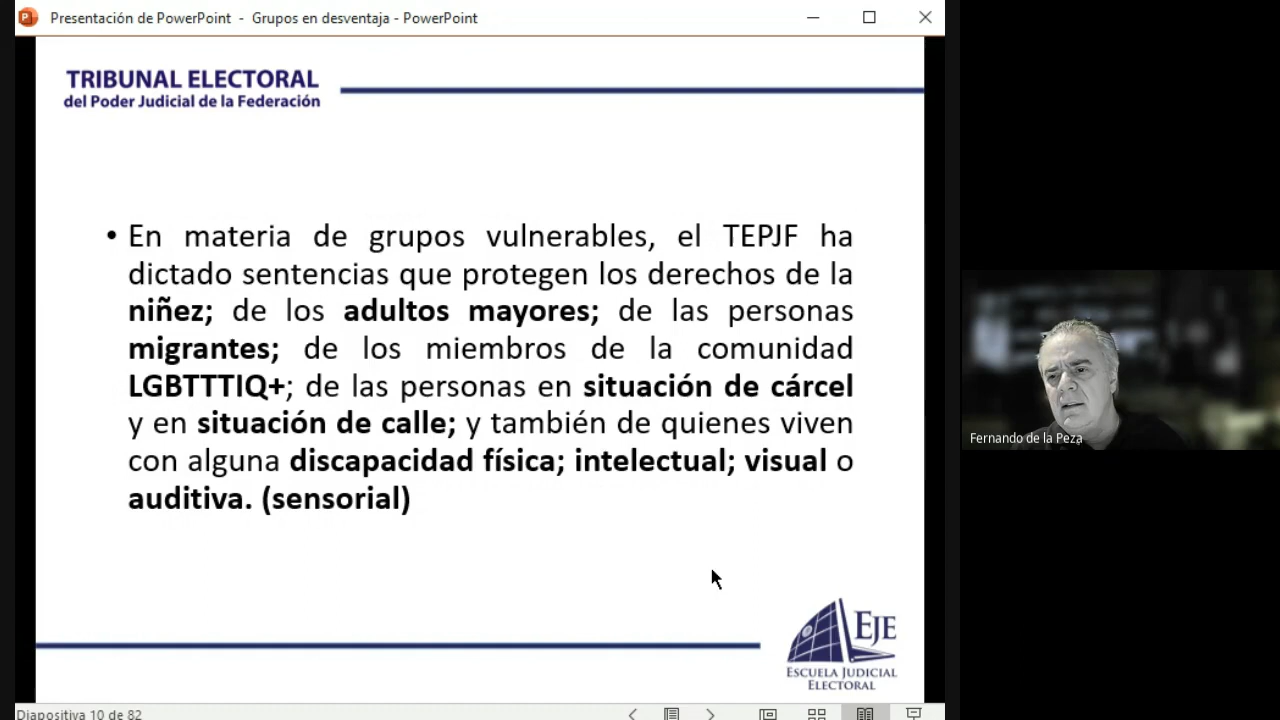 Presentación de PowerPoint - Grupos en desventaja - PowerPoint
TRIBUNAL ELECTORAL
del Poder Judicial de la Federación
• En materia de grupos vulnerables, el TEPJF ha
dictado sentencias que protegen los derechos de la
niñez; de los adultos mayores; de las personas
migrantes; de los miembros de la comunidad
LGBTTTIQ+; de las personas en situación de cárcel
y en situación de calle; y también de quienes viven
con alguna discapacidad física; intelectual; visual o
auditiva. (sensorial)
Fernando de la Peza
EJE
ESCUELA JUDICIAL
ELECTORAL
Diapositiva 10 de 82